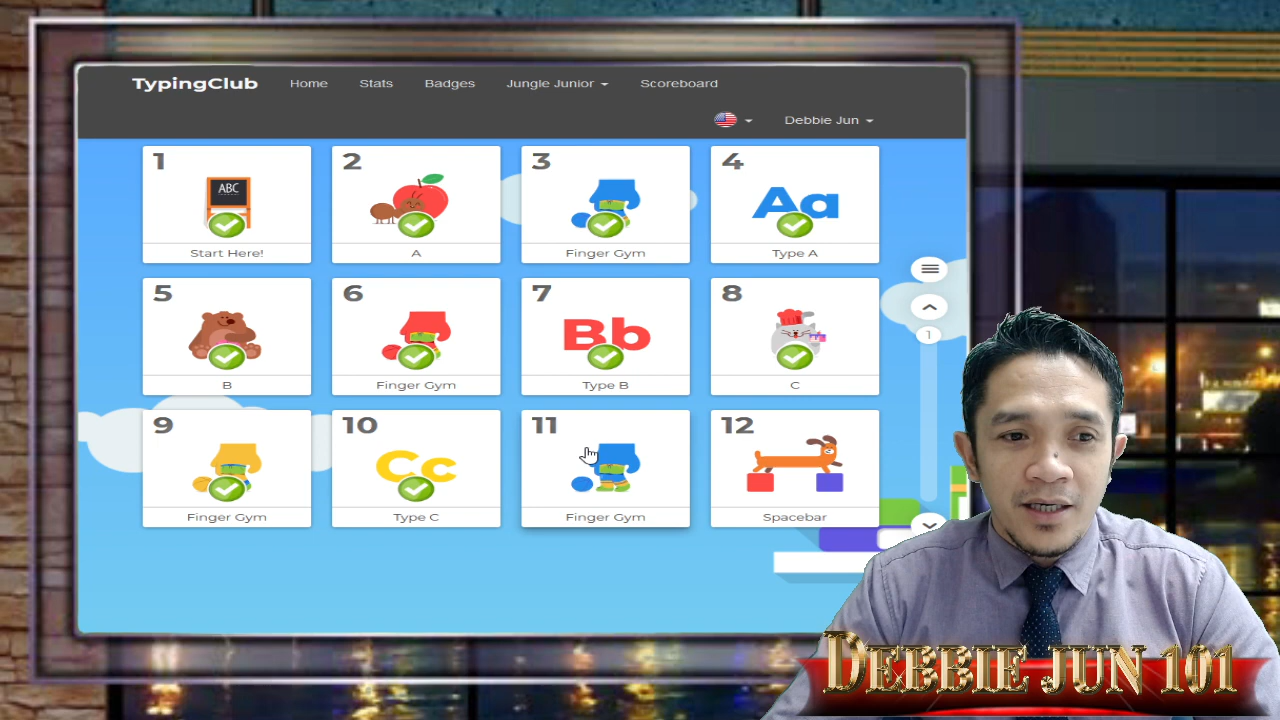 TypingClub Home Stats Badges Jungle Junior Scoreboard
Debbie Jun
1 2 3 4
ABC Aa
Start Here! A Finger Gym Type A
5 6 7 8
Bb
B Finger Gym Type B C
1
9 10 11 12
Cc
Finger Gym Type C Finger Gym Spacebar
DEBBIE JUN 101